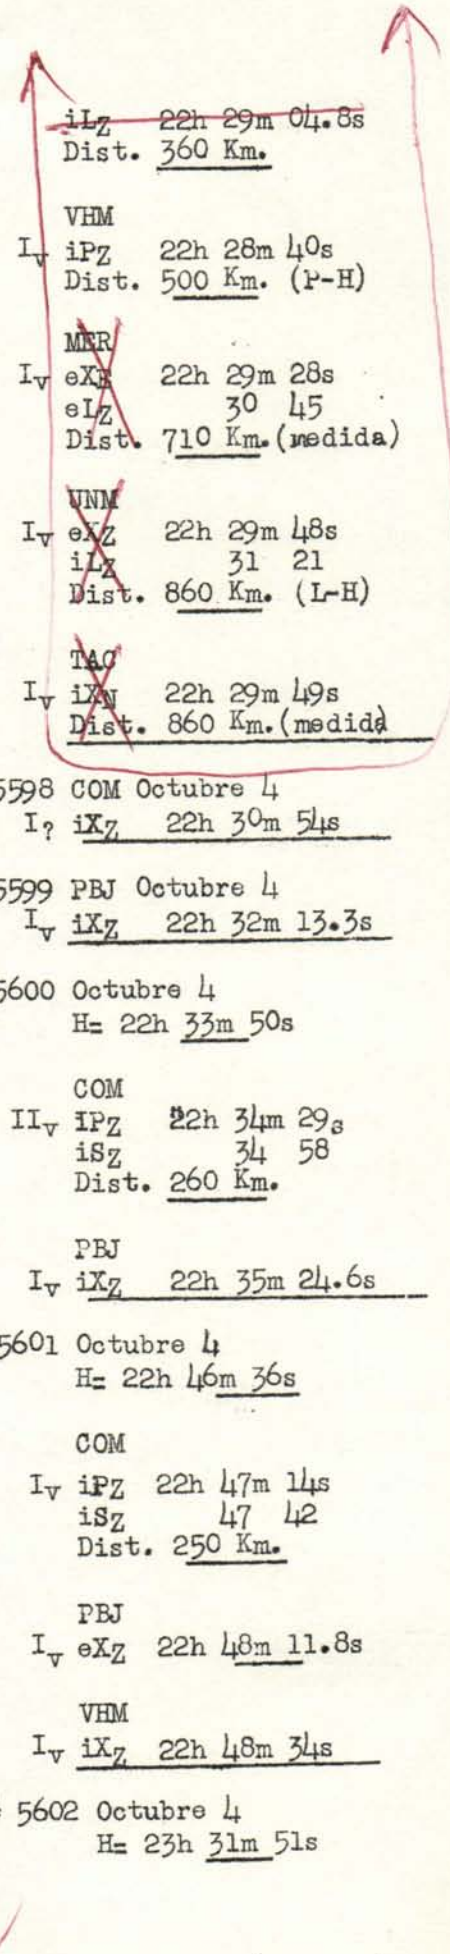 iLZ 22h 29m 04.8s
Dist. 360 Km.
VHM
Iv iPZ 22h 28m 40s
Dist. 500 Km. (P-H)
MER
Iv eXE 22h 29m 28s
eLZ 30 45
Dist. 710 Km. (medida)
UNM
Iv eXZ 22h 29m 48s
iLZ 31 21
Dist. 860 Km. (L-H)
TAC
Iv iXN 22h 29m 49s
Dist. 860 Km. (medida)
5598 COM Octubre 4
I? iXZ 22h 30m 54s
5599 PBJ Octubre 4
Iv iXZ 22h 32m 13.3s
5600 Octubre 4
H= 22h 33m 50s
COM
IIv iPZ 22h 34m 29s
iSZ 34 58
Dist. 260 Km.
PBJ
Iv iXZ 22h 35m 24.6s
5601 Octubre 4
H= 22h 46m 36s
COM
Iv iPZ 22h 47m 14s
iSZ 47 42
Dist. 250 Km.
PBJ
Iv eXZ 22h 48m 11.8s
VHM
Iv iXZ 22h 48m 34s
5602 Octubre 4
H= 23h 31m 51s